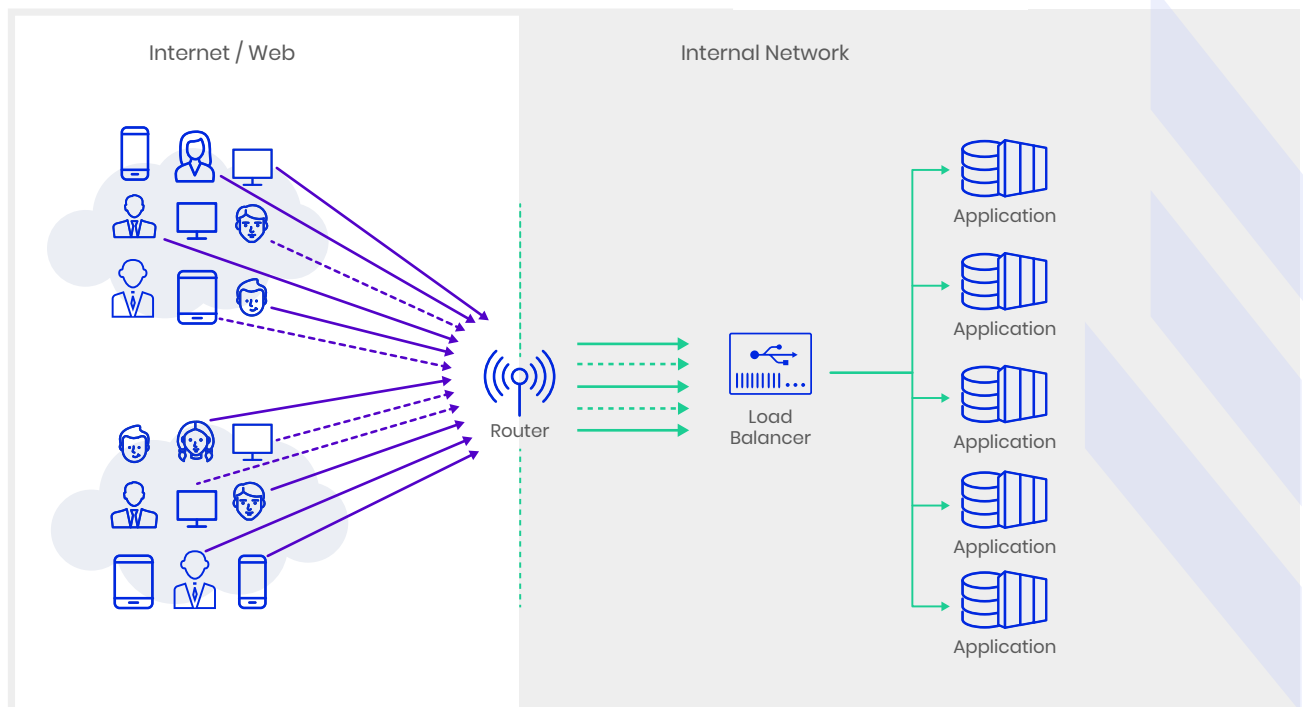 Internet / Web
Internal Network
Application
Application
Router
Load
Balancer
Application
Application
Application